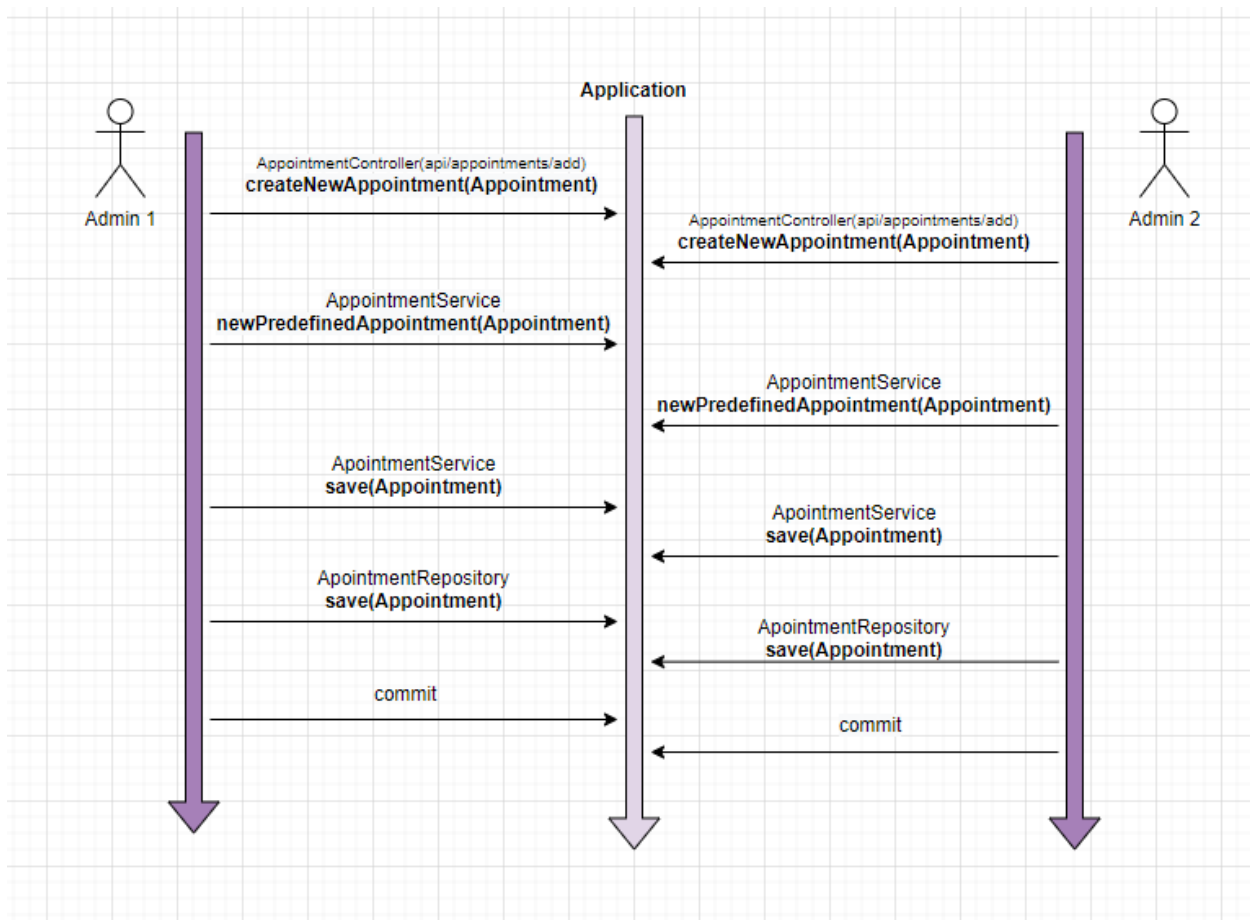 Application
AppointmentController(api/appointments/add)
createNewAppointment(Appointment)
Admin 1
Admin 2
AppointmentController(api/appointments/add)
createNewAppointment(Appointment)
AppointmentService
newPredefinedAppointment(Appointment)
AppointmentService
newPredefinedAppointment(Appointment)
ApointmentService
save(Appointment)
ApointmentService
save(Appointment)
ApointmentRepository
save(Appointment)
ApointmentRepository
save(Appointment)
commit
commit